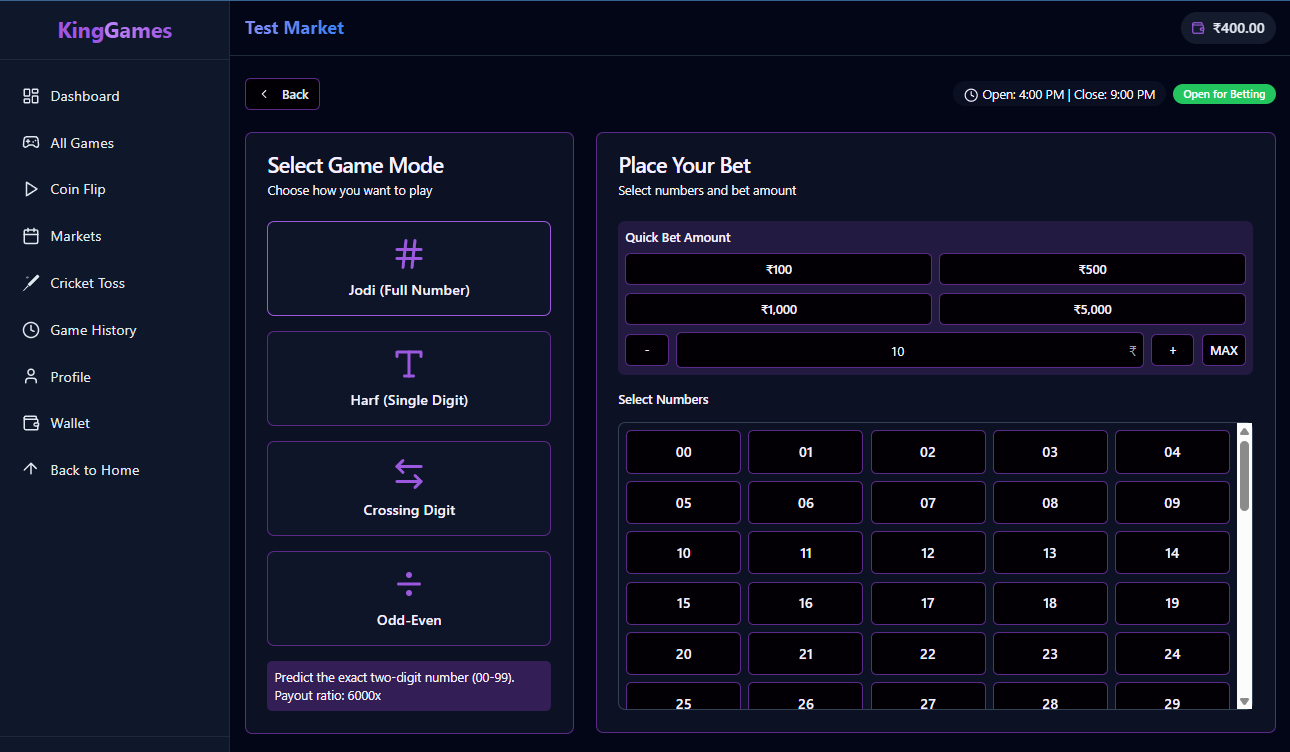 KingGames
Dashboard
All Games
Coin Flip
Markets
Cricket Toss
Game History
Profile
Wallet
Back to Home
Test Market
₹400.00
Back
Open: 4:00 PM | Close: 9:00 PM
Open for Betting
Select Game Mode
Choose how you want to play
Jodi (Full Number)
Harf (Single Digit)
Crossing Digit
Odd-Even
Predict the exact two-digit number (00-99).
Payout ratio: 6000x
Place Your Bet
Select numbers and bet amount
Quick Bet Amount
₹100 ₹500
₹1,000 ₹5,000
- 10 ₹ + MAX
Select Numbers
00 01 02 03 04
05 06 07 08 09
10 11 12 13 14
15 16 17 18 19
20 21 22 23 24
25 26 27 28 29